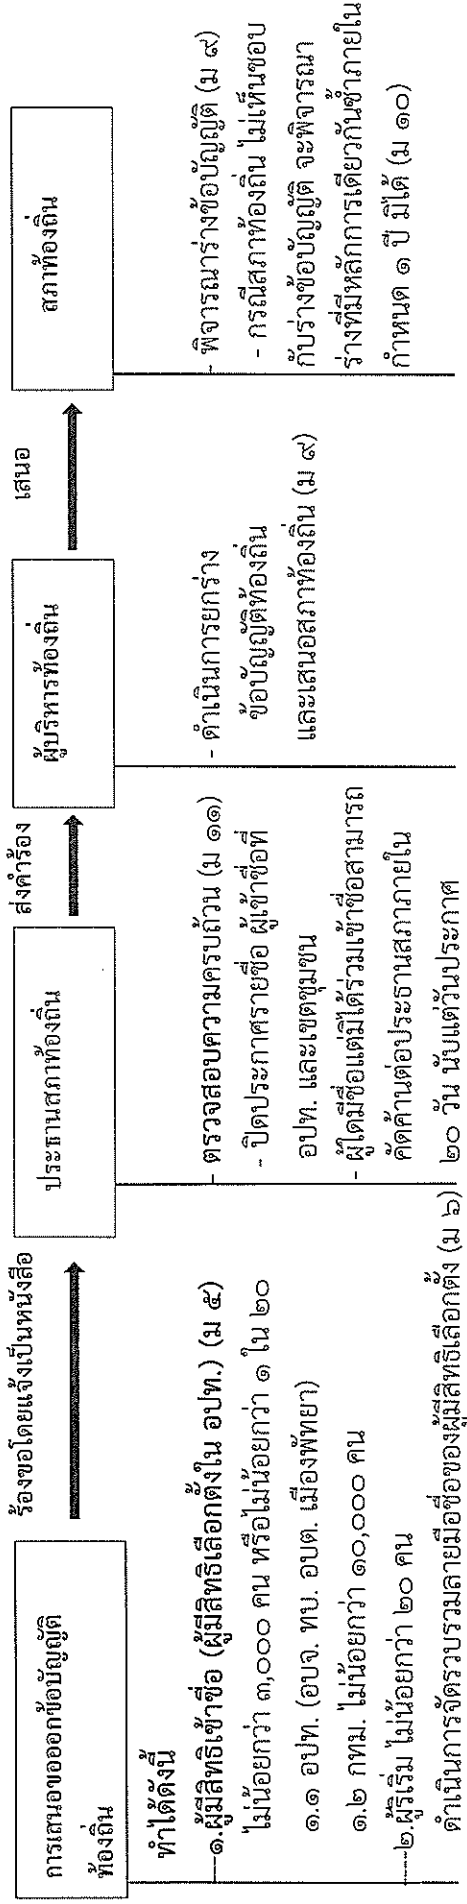 การเสนอขอออกข้อบัญญัติ
ท้องถิ่น
ร้องขอโดยแจ้งเป็นหนังสือ
ประธานสภาท้องถิ่น
ส่งคำร้อง
ผู้บริหารท้องถิ่น
เสนอ
สภาท้องถิ่น
ทำได้ดังนี้
๑.ผู้มีสิทธิเข้าชื่อ (ผู้มีสิทธิเลือกตั้งใน อปท.) (ม ๕)
ไม่น้อยกว่า ๓,๐๐๐ คน หรือไม่น้อยกว่า ๑ ใน ๒๐
๑.๑ อปท. (อบจ. ทบ. อบต. เมืองพัทยา)
๑.๒ กทม. ไม่น้อยกว่า ๑๐,๐๐๐ คน
๒.ผู้ริเริ่ม ไม่น้อยกว่า ๒๐ คน
ดำเนินการจัดรวบรวมลายมือชื่อของผู้มีสิทธิเลือกตั้ง (ม ๖)
- ตรวจสอบความครบถ้วน (ม ๑๑)
- ปิดประกาศรายชื่อ ผู้เข้าชื่อที่
อปท. และเขตชุมชน
- ผู้ใดมีชื่อแต่มิได้ร่วมเข้าชื่อสามารถ
คัดค้านต่อประธานสภาภายใน
๒๐ วัน นับแต่วันประกาศ
- ดำเนินการยกร่าง
ข้อบัญญัติท้องถิ่น
และเสนอสภาท้องถิ่น (ม ๙)
- พิจารณาร่างข้อบัญญัติ (ม ๙)
- กรณีสภาท้องถิ่น ไม่เห็นชอบ
กับร่างข้อบัญญัติ จะพิจารณา
ร่างที่มีหลักการเดียวกันซ้ำภายใน
กำหนด ๑ ปี มิได้ (ม ๑๐)